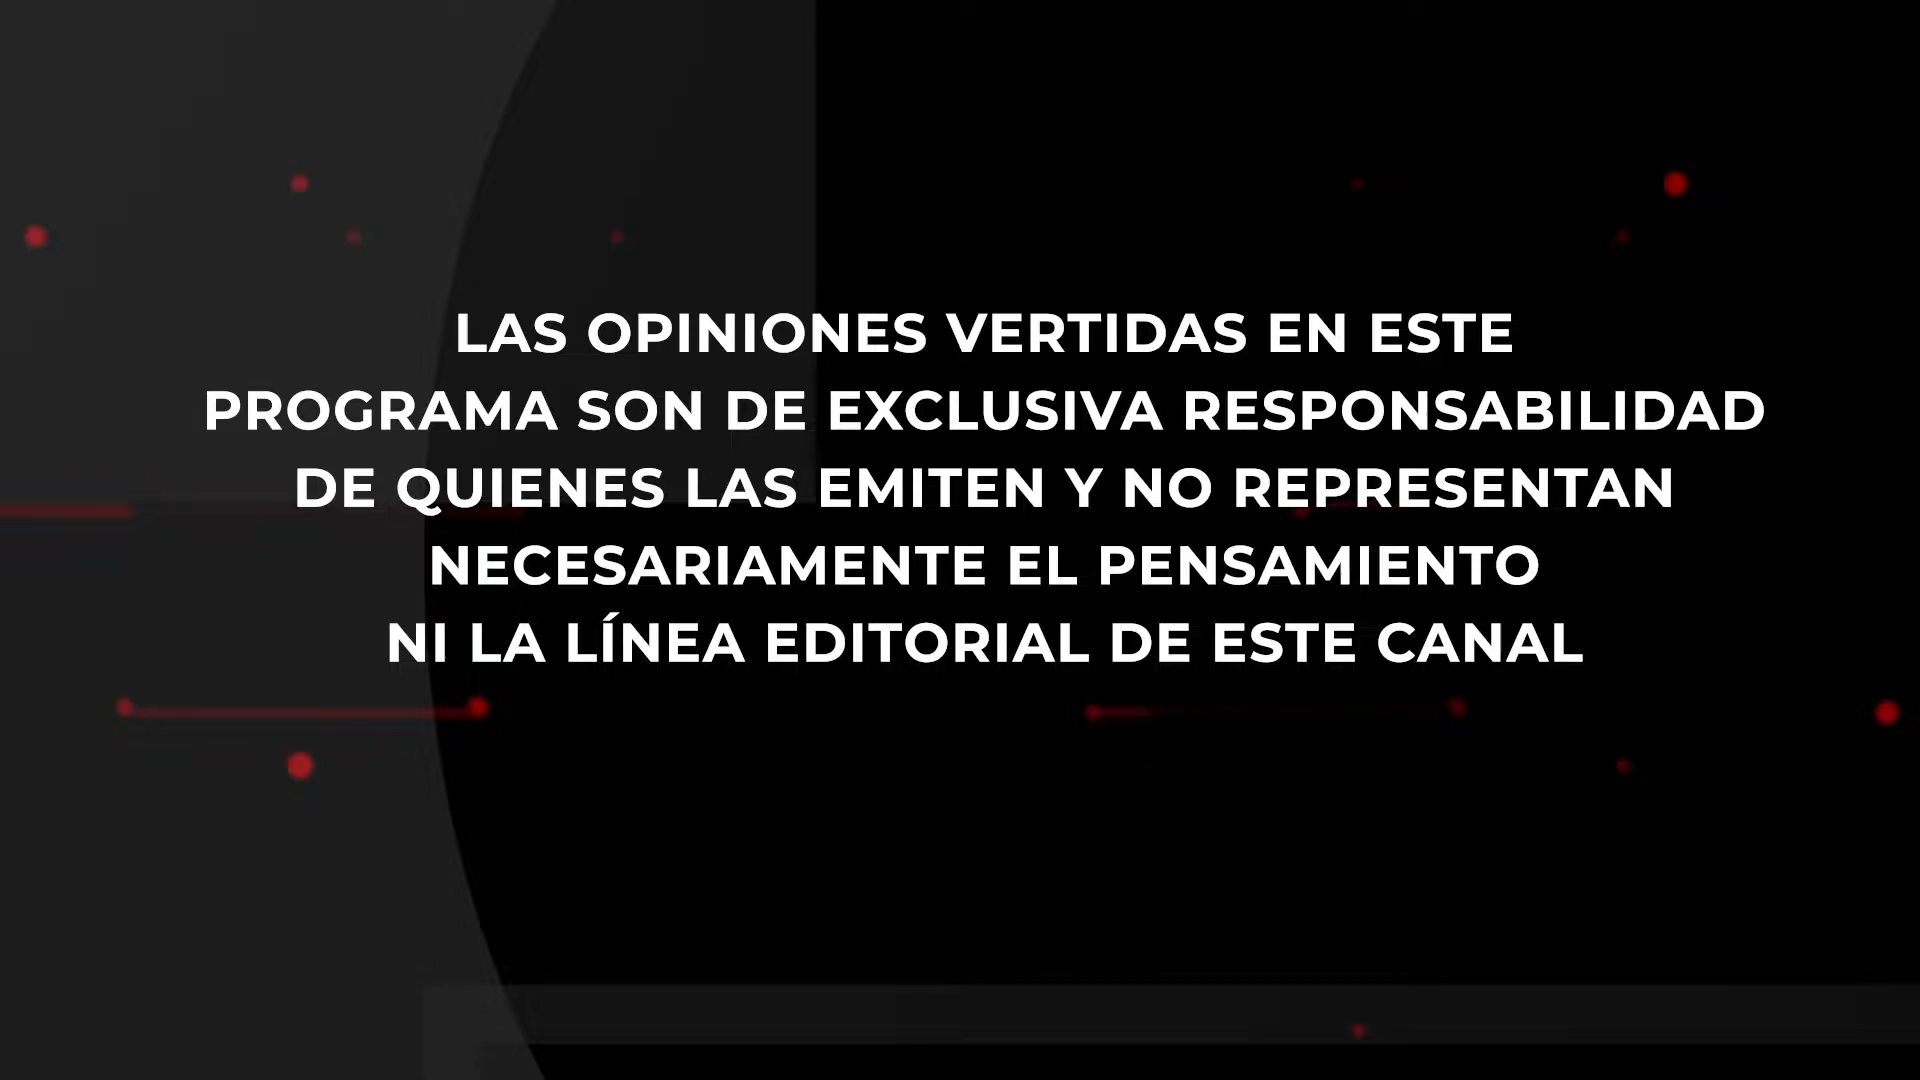 LAS OPINIONES VERTIDAS EN ESTE
PROGRAMA SON DE EXCLUSIVA RESPONSABILIDAD
DE QUIENES LAS EMITEN Y NO REPRESENTAN
NECESARIAMENTE EL PENSAMIENTO
NI LA LÍNEA EDITORIAL DE ESTE CANAL